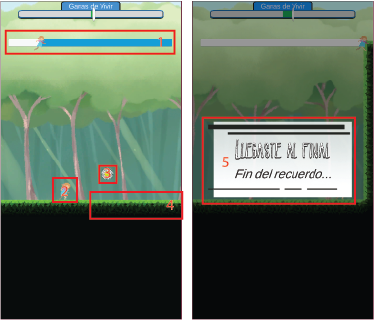 Ganas de Vivir
1
2
3
4
Ganas de Vivir
5
LLEGASTE AL FINAL
Fin del recuerdo...